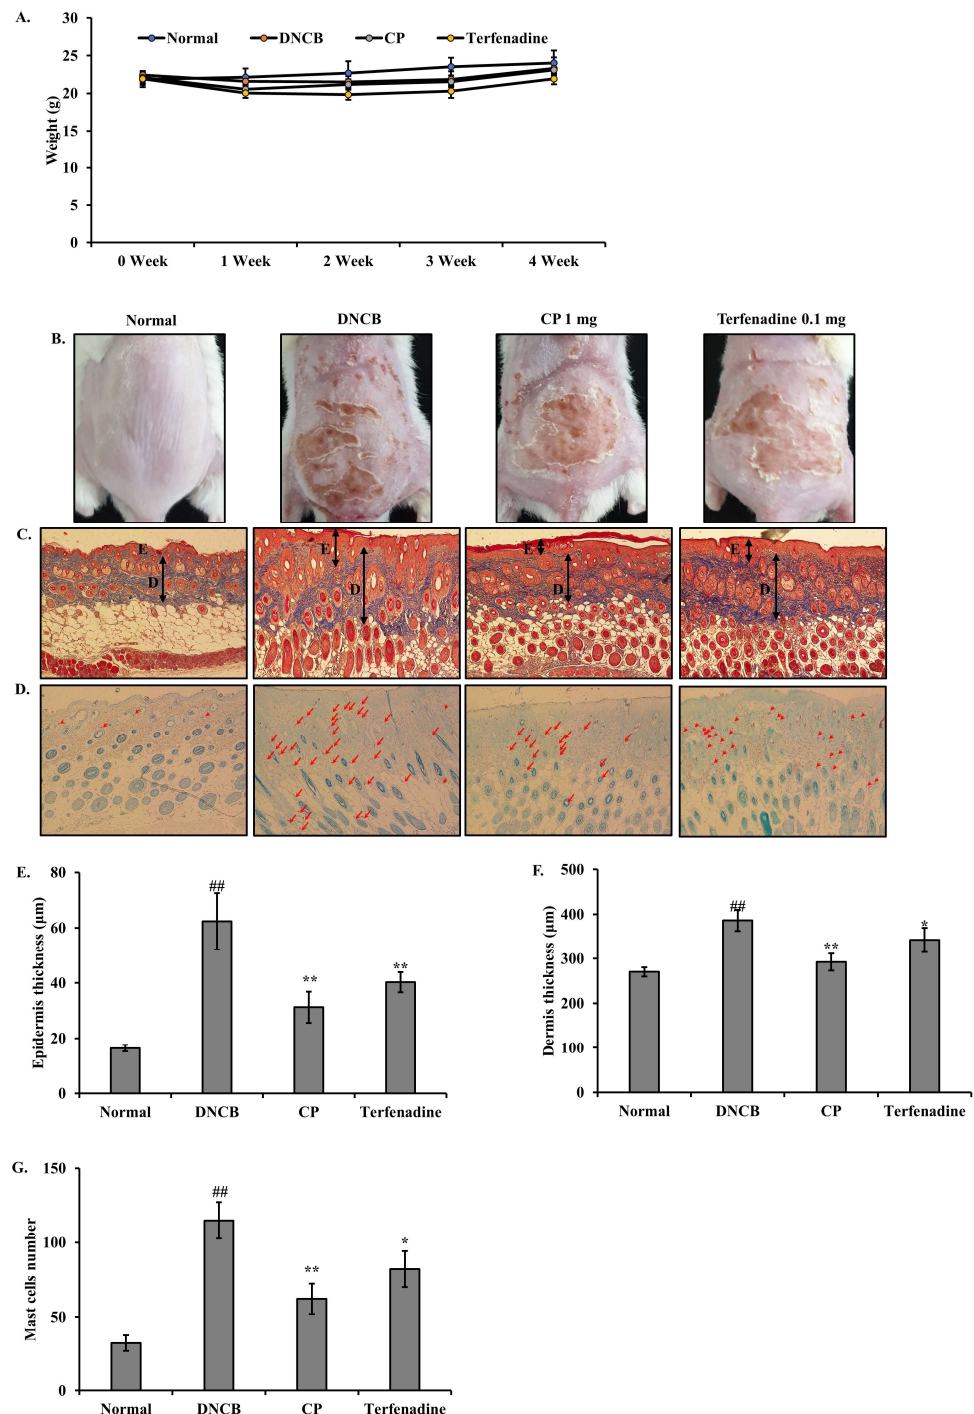 A.
30
25
20
15
10
5
0
Weight (g)
Normal DNCB CP Terfenadine
0 Week 1 Week 2 Week 3 Week 4 Week
B.
Normal DNCB CP 1 mg Terfenadine 0.1 mg
C.
E E E E
D D D D
D.
E.
80
60
40
20
0
Epidermis thickness (μm)
##
**
**
Normal DNCB CP Terfenadine
F.
500
400
300
200
100
0
Dermis thickness (μm)
##
**
*
Normal DNCB CP Terfenadine
G.
150
100
50
0
Mast cells number
##
**
*
Normal DNCB CP Terfenadine